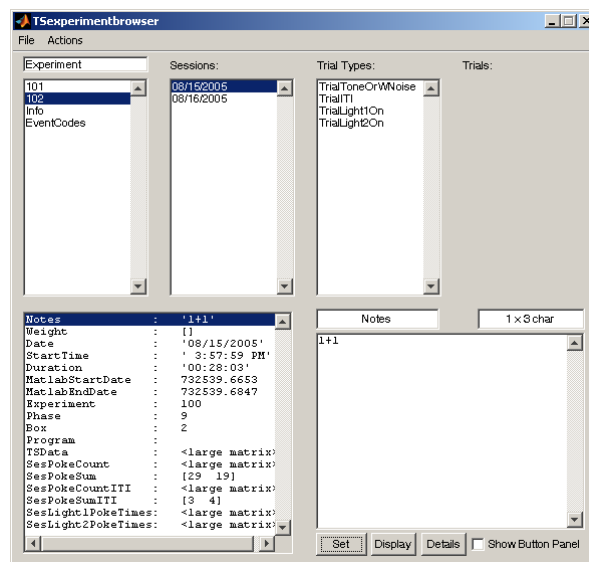 TSexperimentbrowser
File Actions
Experiment
Sessions:
Trial Types:
Trials:
101
102
Info
EventCodes
08/15/2005
08/16/2005
TrialToneOrWNoise
TrialITI
TrialLight1On
TrialLight2On
Notes : '1+1'
Weight : []
Date : '08/15/2005'
StartTime : ' 3:57:59 PM'
Duration : '00:28:03'
MatlabStartDate : 732539.6653
MatlabEndDate : 732539.6847
Experiment : 100
Phase : 9
Box : 2
Program :
TSData : <large matrix>
SesPokeCount : <large matrix>
SesPokeSum : [29 19]
SesPokeCountITI : <large matrix>
SesPokeSumITI : [3 4]
SesLight1PokeTimes: <large matrix>
SesLight2PokeTimes: <large matrix>
Notes
1 x 3 char
1+1
Set Display Details Show Button Panel